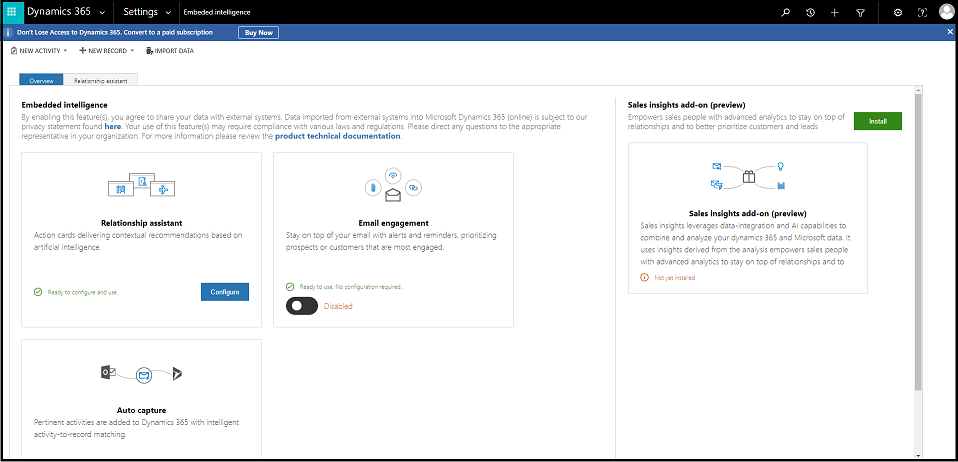 Dynamics 365 Settings Embeded intelligence
Don't Lose Access to Dynamics 365. Convert to a paid subscription Buy Now
NEW ACTIVITY NEW RECORD IMPORT DATA
Overview Relationship assistant
Embedded intelligence
By enabling this feature(s), you agree to share your data with external systems. Data imported from external systems into Microsoft Dynamics 365 (online) is subject to our
privacy statement found here. Your use of this feature(s) may require compliance with various laws and regulations. Please direct any questions to the appropriate
representative in your organization. For more information please review the product technical documentation.
Relationship assistant
Action cards delivering contextual recommendations based on
artificial intelligence.
Ready to configure and use
Configure
Email engagement
Stay on top of your email with alerts and reminders, prioritizing
prospects or customers that are most engaged.
Ready to use. No configuration required.
Disabled
Auto capture
Pertinent activities are added to Dynamics 365 with intelligent
activity-to-record matching.
Sales insights add-on (preview)
Empowers sales people with advanced analytics to stay on top of
relationships and to better prioritize customers and leads
Install
Sales insights add-on (preview)
Sales insights leverages data-integration and AI capabilities to
combine and analyze your dynamics 365 and Microsoft data. It
uses insights derived from the analysis empowers sales people
with advanced analytics to stay on top of relationships and to
Not yet installed